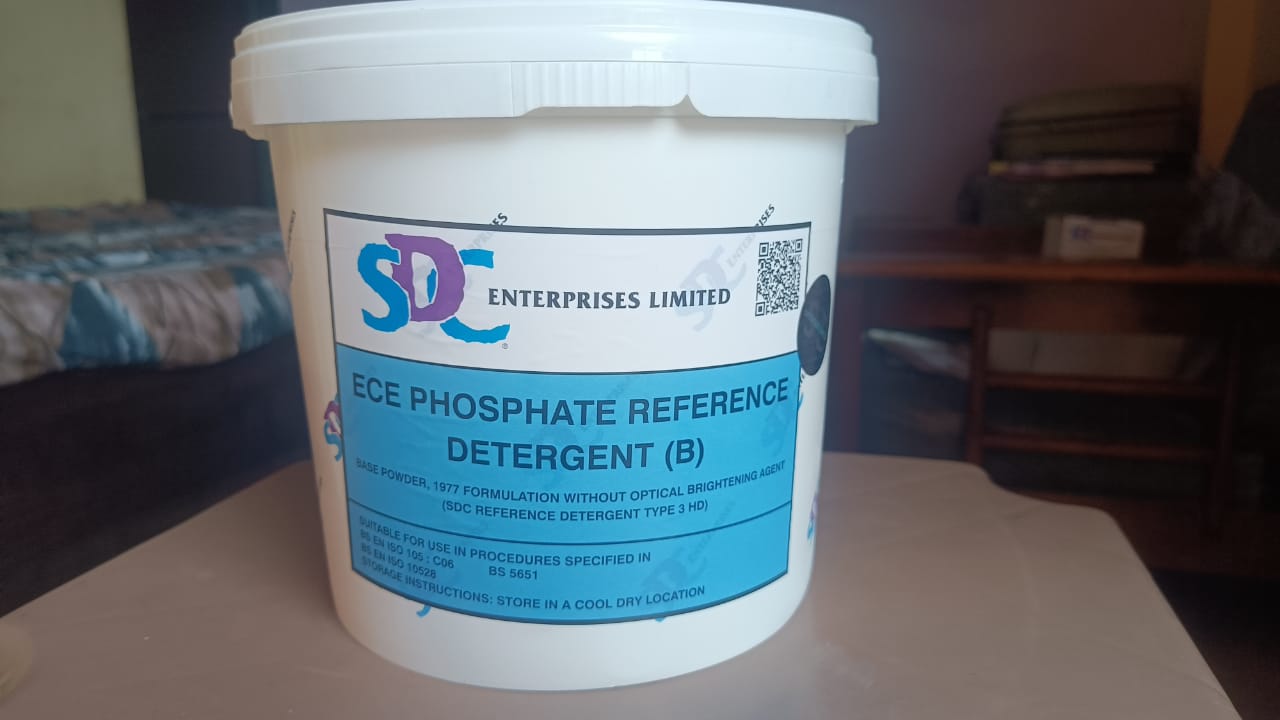 SDC
ENTERPRISES LIMITED
®
ECE PHOSPHATE REFERENCE
DETERGENT (B)
BASE POWDER, 1977 FORMULATION WITHOUT OPTICAL BRIGHTENING AGENT
(SDC REFERENCE DETERGENT TYPE 3 HD)
SUITABLE FOR USE IN PROCEDURES SPECIFIED IN
BS EN ISO 105 : C06 BS 5651
BS EN ISO 10528
STORAGE INSTRUCTIONS: STORE IN A COOL DRY LOCATION